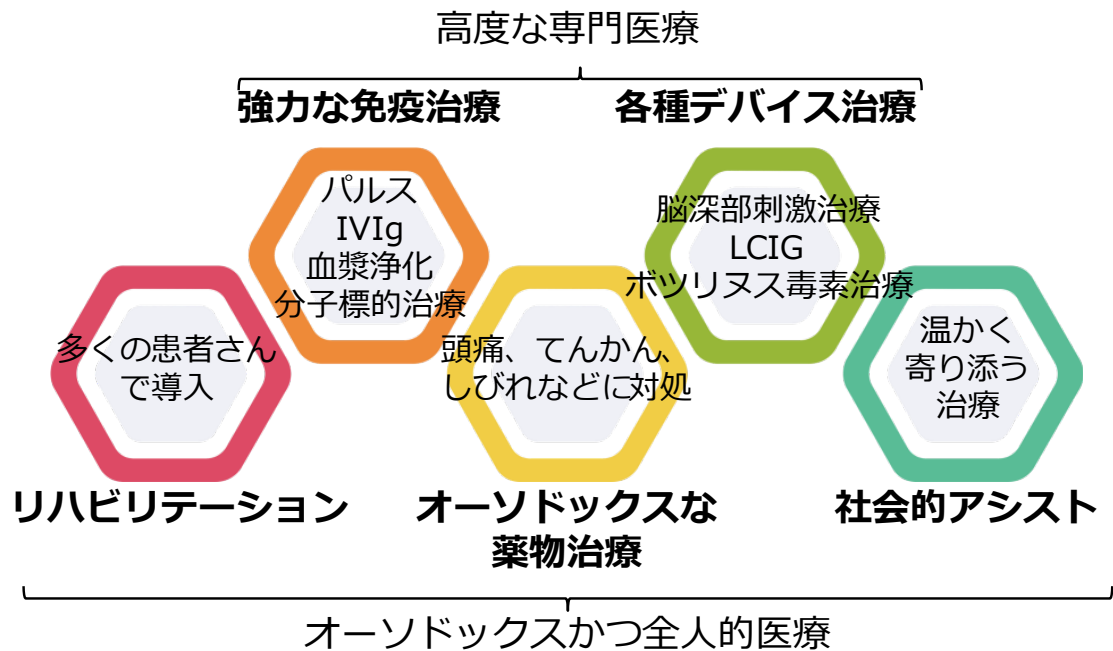 高度な専門医療
強力な免疫治療
各種デバイス治療
パルス
IVIg
血漿浄化
分子標的治療
脳深部刺激治療
LCIG
ボツリヌス毒素治療
多くの患者さん
で導入
頭痛、てんかん、
しびれなどに対処
温かく
寄り添う
治療
リハビリテーション
オーソドックスな
薬物治療
社会的アシスト
オーソドックスかつ全人的医療